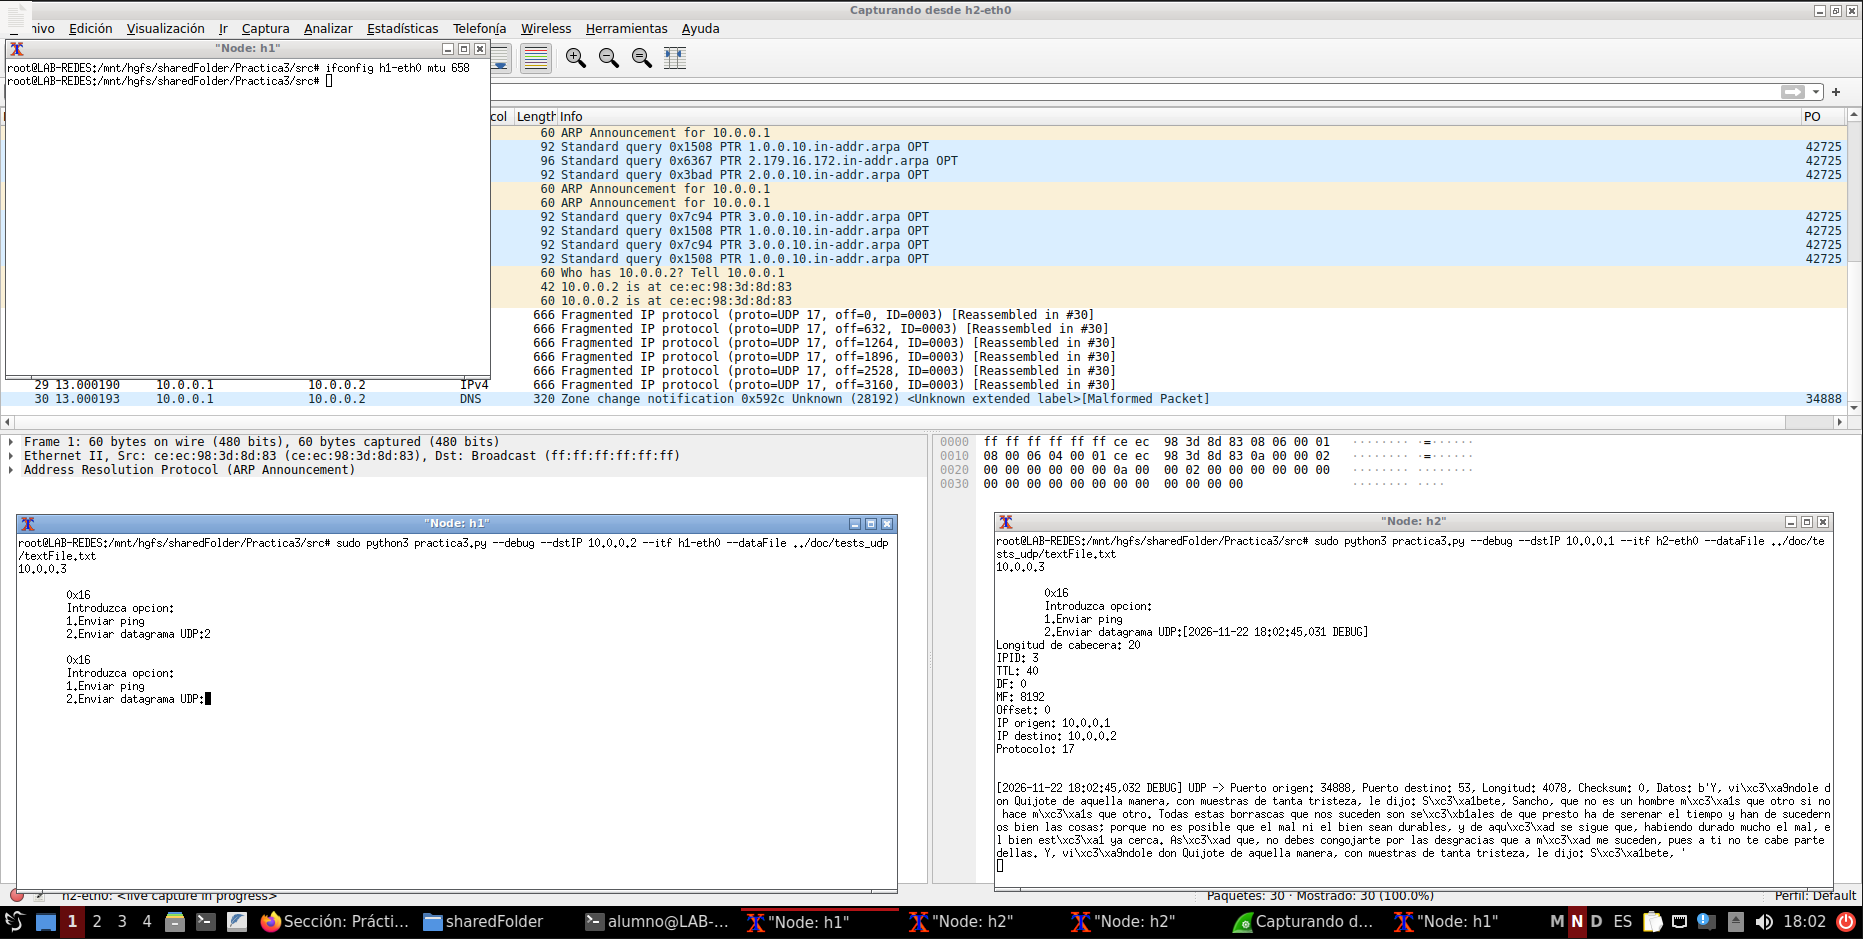 Capturando desde h2-eth0
ivo Edición Visualización Ir Captura Analizar Estadísticas Telefonía Wireless Herramientas Ayuda
"Node: h1"
root@LAB-REDES:/mnt/hgfs/sharedFolder/Practica3/src# ifconfig h1-eth0 mtu 658
root@LAB-REDES:/mnt/hgfs/sharedFolder/Practica3/src#
col Length Info PO
60 ARP Announcement for 10.0.0.1
92 Standard query 0x1508 PTR 1.0.0.10.in-addr.arpa OPT 42725
96 Standard query 0x6367 PTR 2.179.16.172.in-addr.arpa OPT 42725
92 Standard query 0x3bad PTR 2.0.0.10.in-addr.arpa OPT 42725
60 ARP Announcement for 10.0.0.1
60 ARP Announcement for 10.0.0.1
92 Standard query 0x7c94 PTR 3.0.0.10.in-addr.arpa OPT 42725
92 Standard query 0x1508 PTR 1.0.0.10.in-addr.arpa OPT 42725
92 Standard query 0x7c94 PTR 3.0.0.10.in-addr.arpa OPT 42725
92 Standard query 0x1508 PTR 1.0.0.10.in-addr.arpa OPT 42725
60 Who has 10.0.0.2? Tell 10.0.0.1
42 10.0.0.2 is at ce:ec:98:3d:8d:83
60 10.0.0.2 is at ce:ec:98:3d:8d:83
666 Fragmented IP protocol (proto=UDP 17, off=0, ID=0003) [Reassembled in #30]
666 Fragmented IP protocol (proto=UDP 17, off=632, ID=0003) [Reassembled in #30]
666 Fragmented IP protocol (proto=UDP 17, off=1264, ID=0003) [Reassembled in #30]
666 Fragmented IP protocol (proto=UDP 17, off=1896, ID=0003) [Reassembled in #30]
666 Fragmented IP protocol (proto=UDP 17, off=2528, ID=0003) [Reassembled in #30]
29 13.000190 10.0.0.1 10.0.0.2 IPv4 666 Fragmented IP protocol (proto=UDP 17, off=3160, ID=0003) [Reassembled in #30]
30 13.000193 10.0.0.1 10.0.0.2 DNS 320 Zone change notification 0x592c Unknown (28192) <Unknown extended label>[Malformed Packet] 34888
Frame 1: 60 bytes on wire (480 bits), 60 bytes captured (480 bits)
Ethernet II, Src: ce:ec:98:3d:8d:83 (ce:ec:98:3d:8d:83), Dst: Broadcast (ff:ff:ff:ff:ff:ff)
Address Resolution Protocol (ARP Announcement)
0000 ff ff ff ff ff ff ce ec 98 3d 8d 83 08 06 00 01 ········ ·=······
0010 08 00 06 04 00 01 ce ec 98 3d 8d 83 0a 00 00 02 ········ ·=······
0020 00 00 00 00 00 00 0a 00 00 02 00 00 00 00 00 00 ········ ········
0030 00 00 00 00 00 00 00 00 00 00 00 00 ········ ····
"Node: h1"
root@LAB-REDES:/mnt/hgfs/sharedFolder/Practica3/src# sudo python3 practica3.py --debug --dstIP 10.0.0.2 --itf h1-eth0 --dataFile ../doc/tests_udp
/textFile.txt
10.0.0.3
0x16
Introduzca opcion:
1.Enviar ping
2.Enviar datagrama UDP:2
0x16
Introduzca opcion:
1.Enviar ping
2.Enviar datagrama UDP:
"Node: h2"
root@LAB-REDES:/mnt/hgfs/sharedFolder/Practica3/src# sudo python3 practica3.py --debug --dstIP 10.0.0.1 --itf h2-eth0 --dataFile ../doc/te
sts_udp/textFile.txt
10.0.0.3
0x16
Introduzca opcion:
1.Enviar ping
2.Enviar datagrama UDP:[2026-11-22 18:02:45,031 DEBUG]
Longitud de cabecera: 20
IPID: 3
TTL: 40
DF: 0
MF: 8192
Offset: 0
IP origen: 10.0.0.1
IP destino: 10.0.0.2
Protocolo: 17
[2026-11-22 18:02:45,032 DEBUG] UDP -> Puerto origen: 34888, Puerto destino: 53, Longitud: 4078, Checksum: 0, Datos: b'Y, vi\xc3\xa9ndole d
on Quijote de aquella manera, con muestras de tanta tristeza, le dijo: S\xc3\xa1bete, Sancho, que no es un hombre m\xc3\xa1s que otro si no
hace m\xc3\xa1s que otro. Todas estas borrascas que nos suceden son se\xc3\xb1ales de que presto ha de serenar el tiempo y han de sucedern
os bien las cosas; porque no es posible que el mal ni el bien sean durables, y de aqu\xc3\xad se sigue que, habiendo durado mucho el mal, e
l bien est\xc3\xa1 ya cerca. As\xc3\xad que, no debes congojarte por las desgracias que a m\xc3\xad me suceden, pues a ti no te cabe parte
dellas. Y, vi\xc3\xa9ndole don Quijote de aquella manera, con muestras de tanta tristeza, le dijo: S\xc3\xa1bete, '
h2-eth0: <live capture in progress> Paquetes: 30 · Mostrado: 30 (100.0%) Perfil: Default
1 2 3 4 Sección: Prácti... sharedFolder alumno@LAB-... "Node: h1" "Node: h2" "Node: h2" Capturando d... "Node: h1" M N D ES 18:02